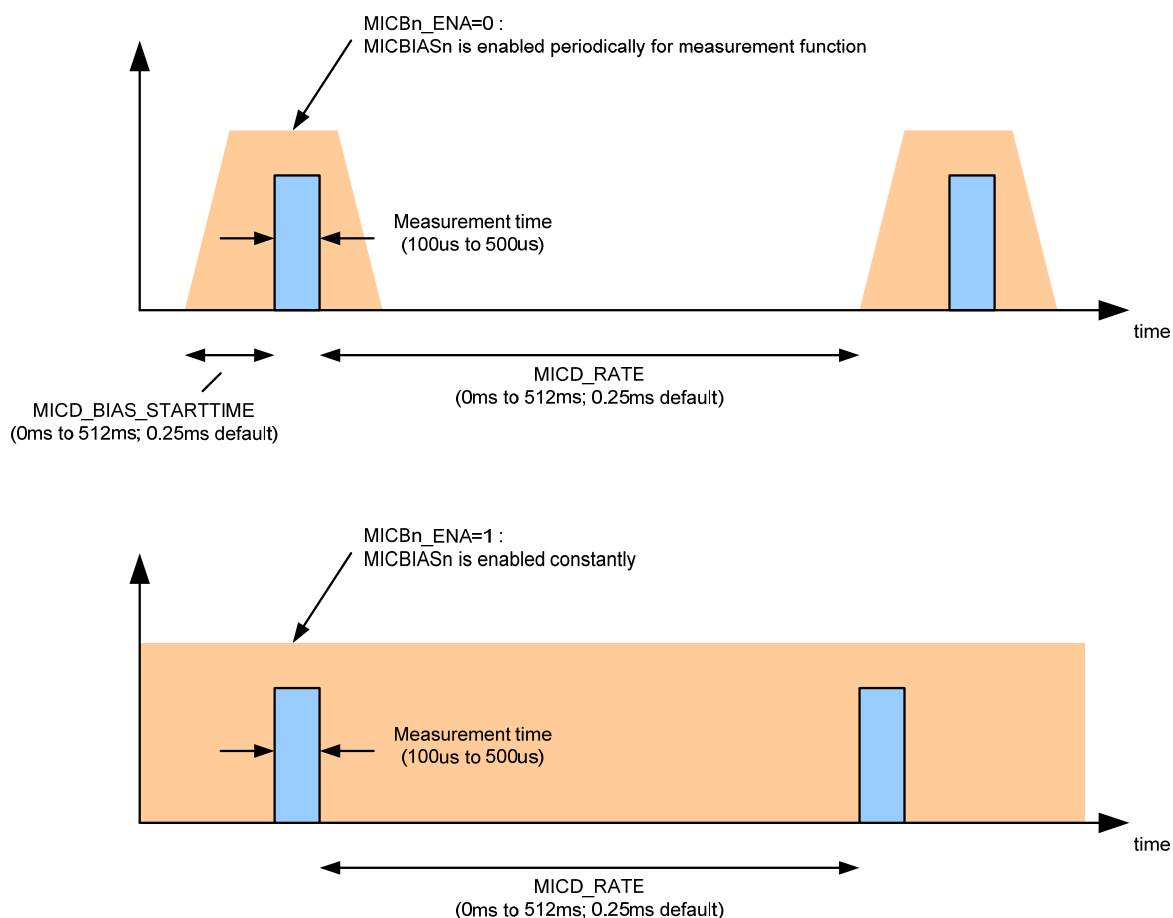 MICBn_ENA=0 :
MICBIASn is enabled periodically for measurement function
Measurement time
(100us to 500us)
time
MICD_RATE
(0ms to 512ms; 0.25ms default)
MICD_BIAS_STARTTIME
(0ms to 512ms; 0.25ms default)
MICBn_ENA=1 :
MICBIASn is enabled constantly
Measurement time
(100us to 500us)
time
MICD_RATE
(0ms to 512ms; 0.25ms default)